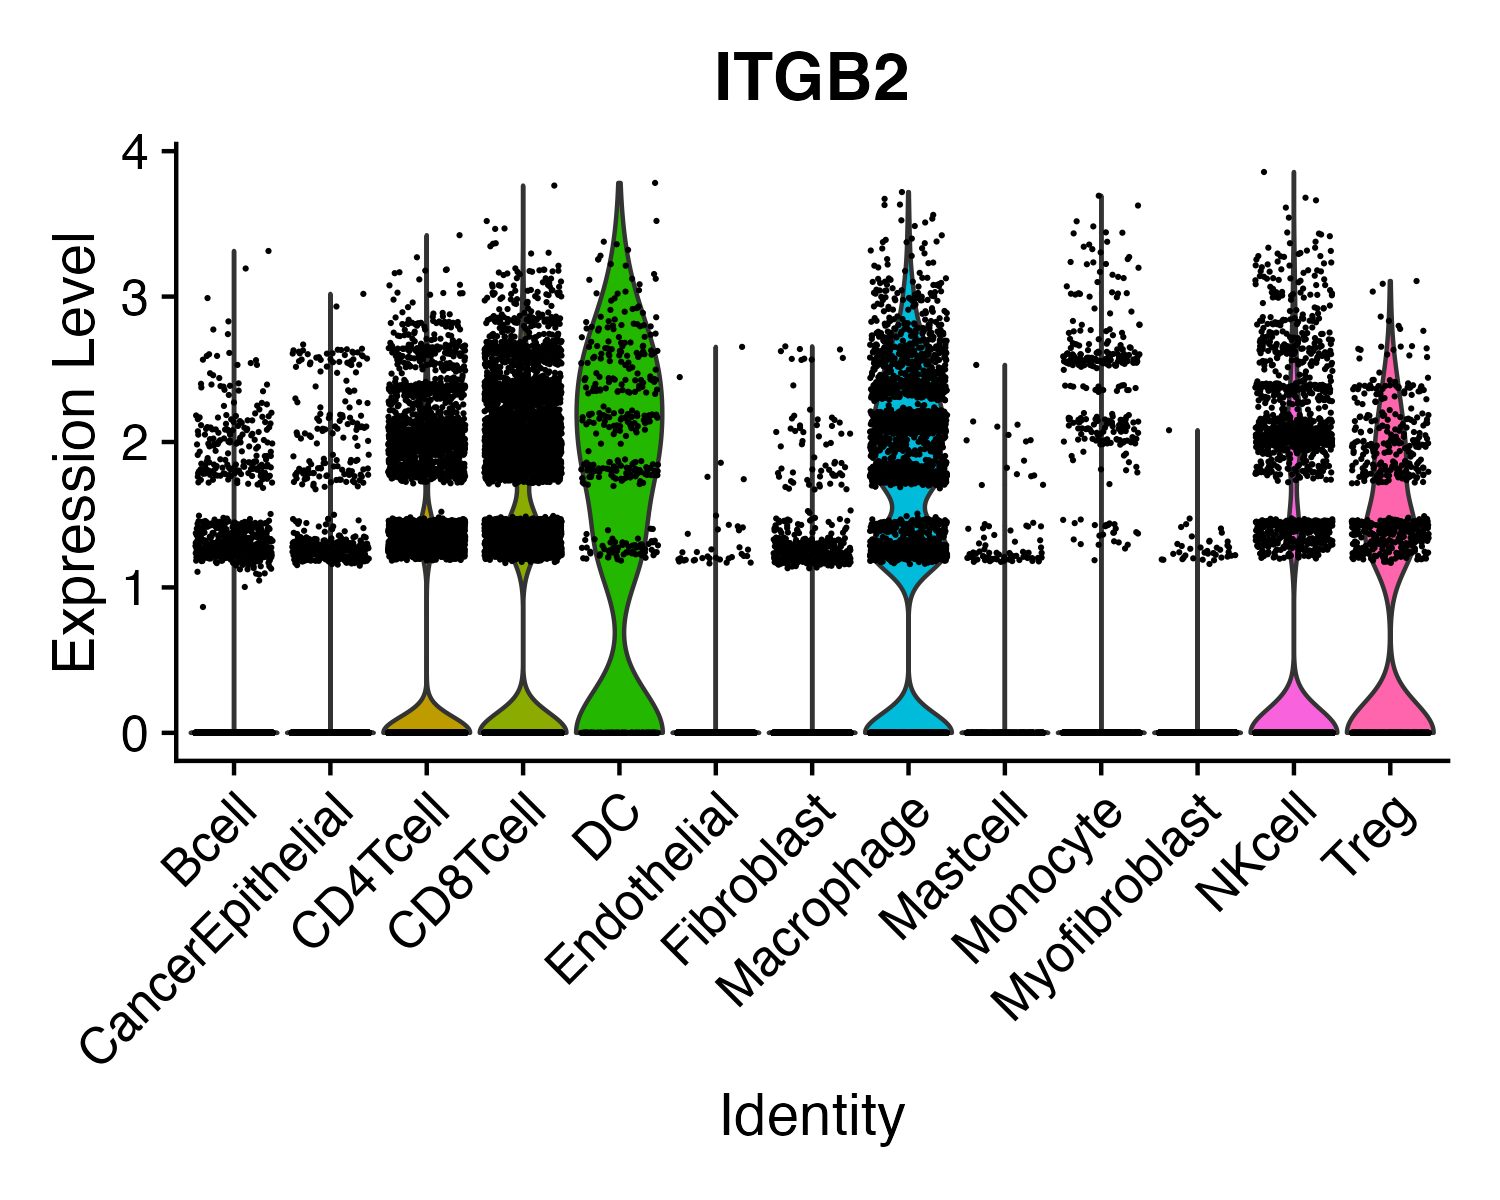 ITGB2
Expression Level
4
3
2
1
0
Bcell
CancerEpithelial
CD4Tcell
CD8Tcell
DC
Endothelial
Fibroblast
Macrophage
Mastcell
Monocyte
Myofibroblast
NKcell
Treg
Identity